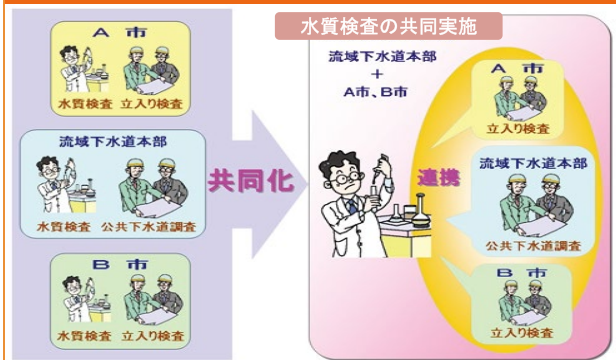 A 市
水質検査 立入り検査
流域下水道本部
水質検査 公共下水道調査
B 市
水質検査 立入り検査
共同化
水質検査の共同実施
流域下水道本部
+
A市、B市
連携
A 市
立入り検査
流域下水道本部
公共下水道調査
B 市
立入り検査